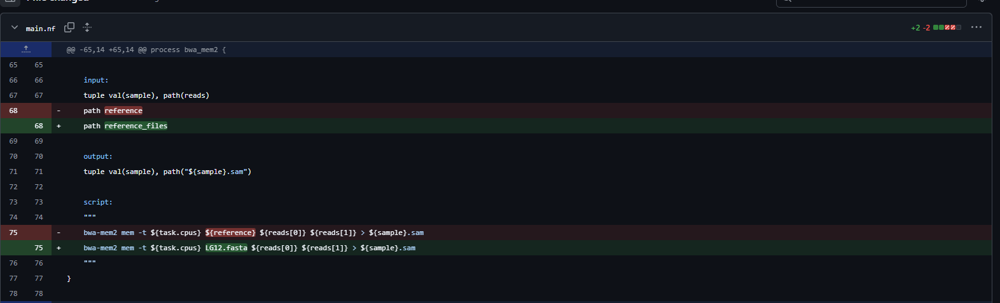 main.nf
+2 -2
@@ -65,14 +65,14 @@ process bwa_mem2 {
65 65
66 66 input:
67 67 tuple val(sample), path(reads)
68 - path reference
68 + path reference_files
69 69
70 70 output:
71 71 tuple val(sample), path("${sample}.sam")
72 72
73 73 script:
74 74 """
75 - bwa-mem2 mem -t ${task.cpus} ${reference} ${reads[0]} ${reads[1]} > ${sample}.sam
75 + bwa-mem2 mem -t ${task.cpus} LG12.fasta ${reads[0]} ${reads[1]} > ${sample}.sam
76 76 """
77 77 }
78 78